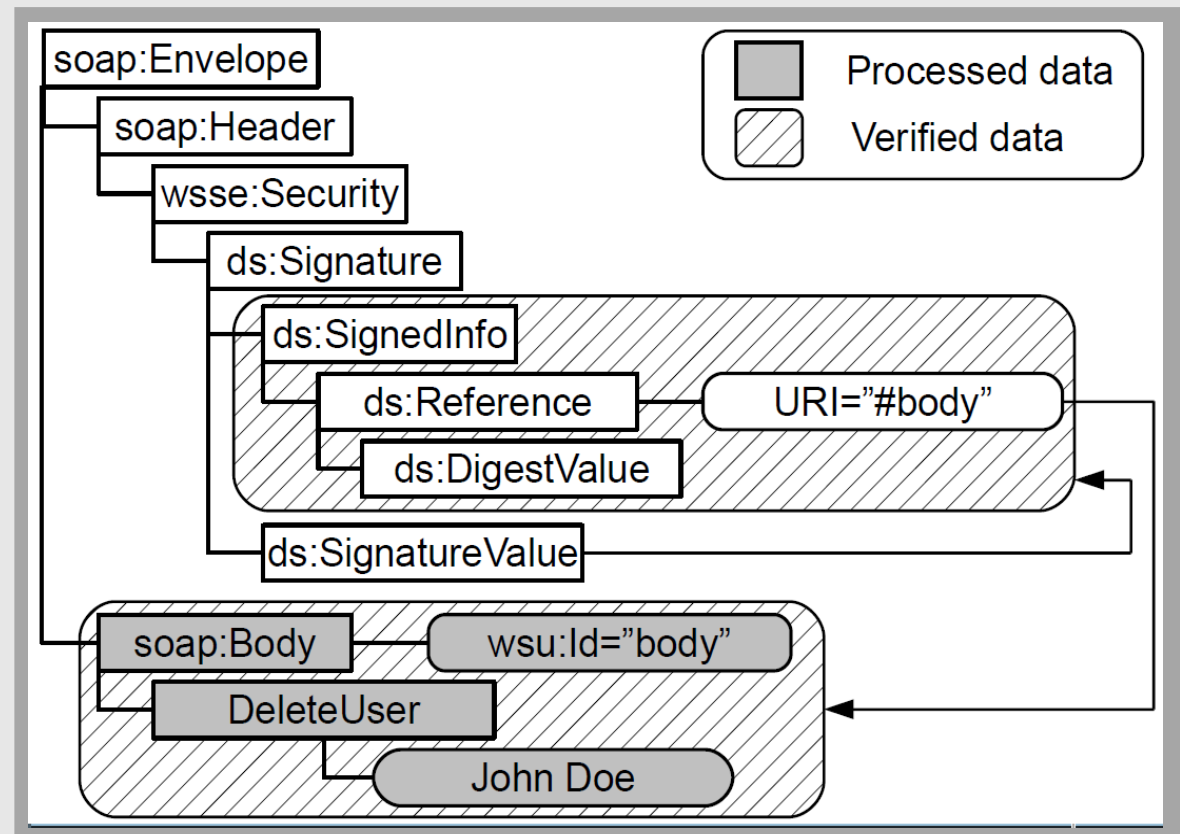 soap:Envelope
Processed data
soap:Header
Verified data
wsse:Security
ds:Signature
ds:SignedInfo
ds:Reference
URI=”#body”
ds:DigestValue
ds:SignatureValue
soap:Body
wsu:Id=”body”
DeleteUser
John Doe